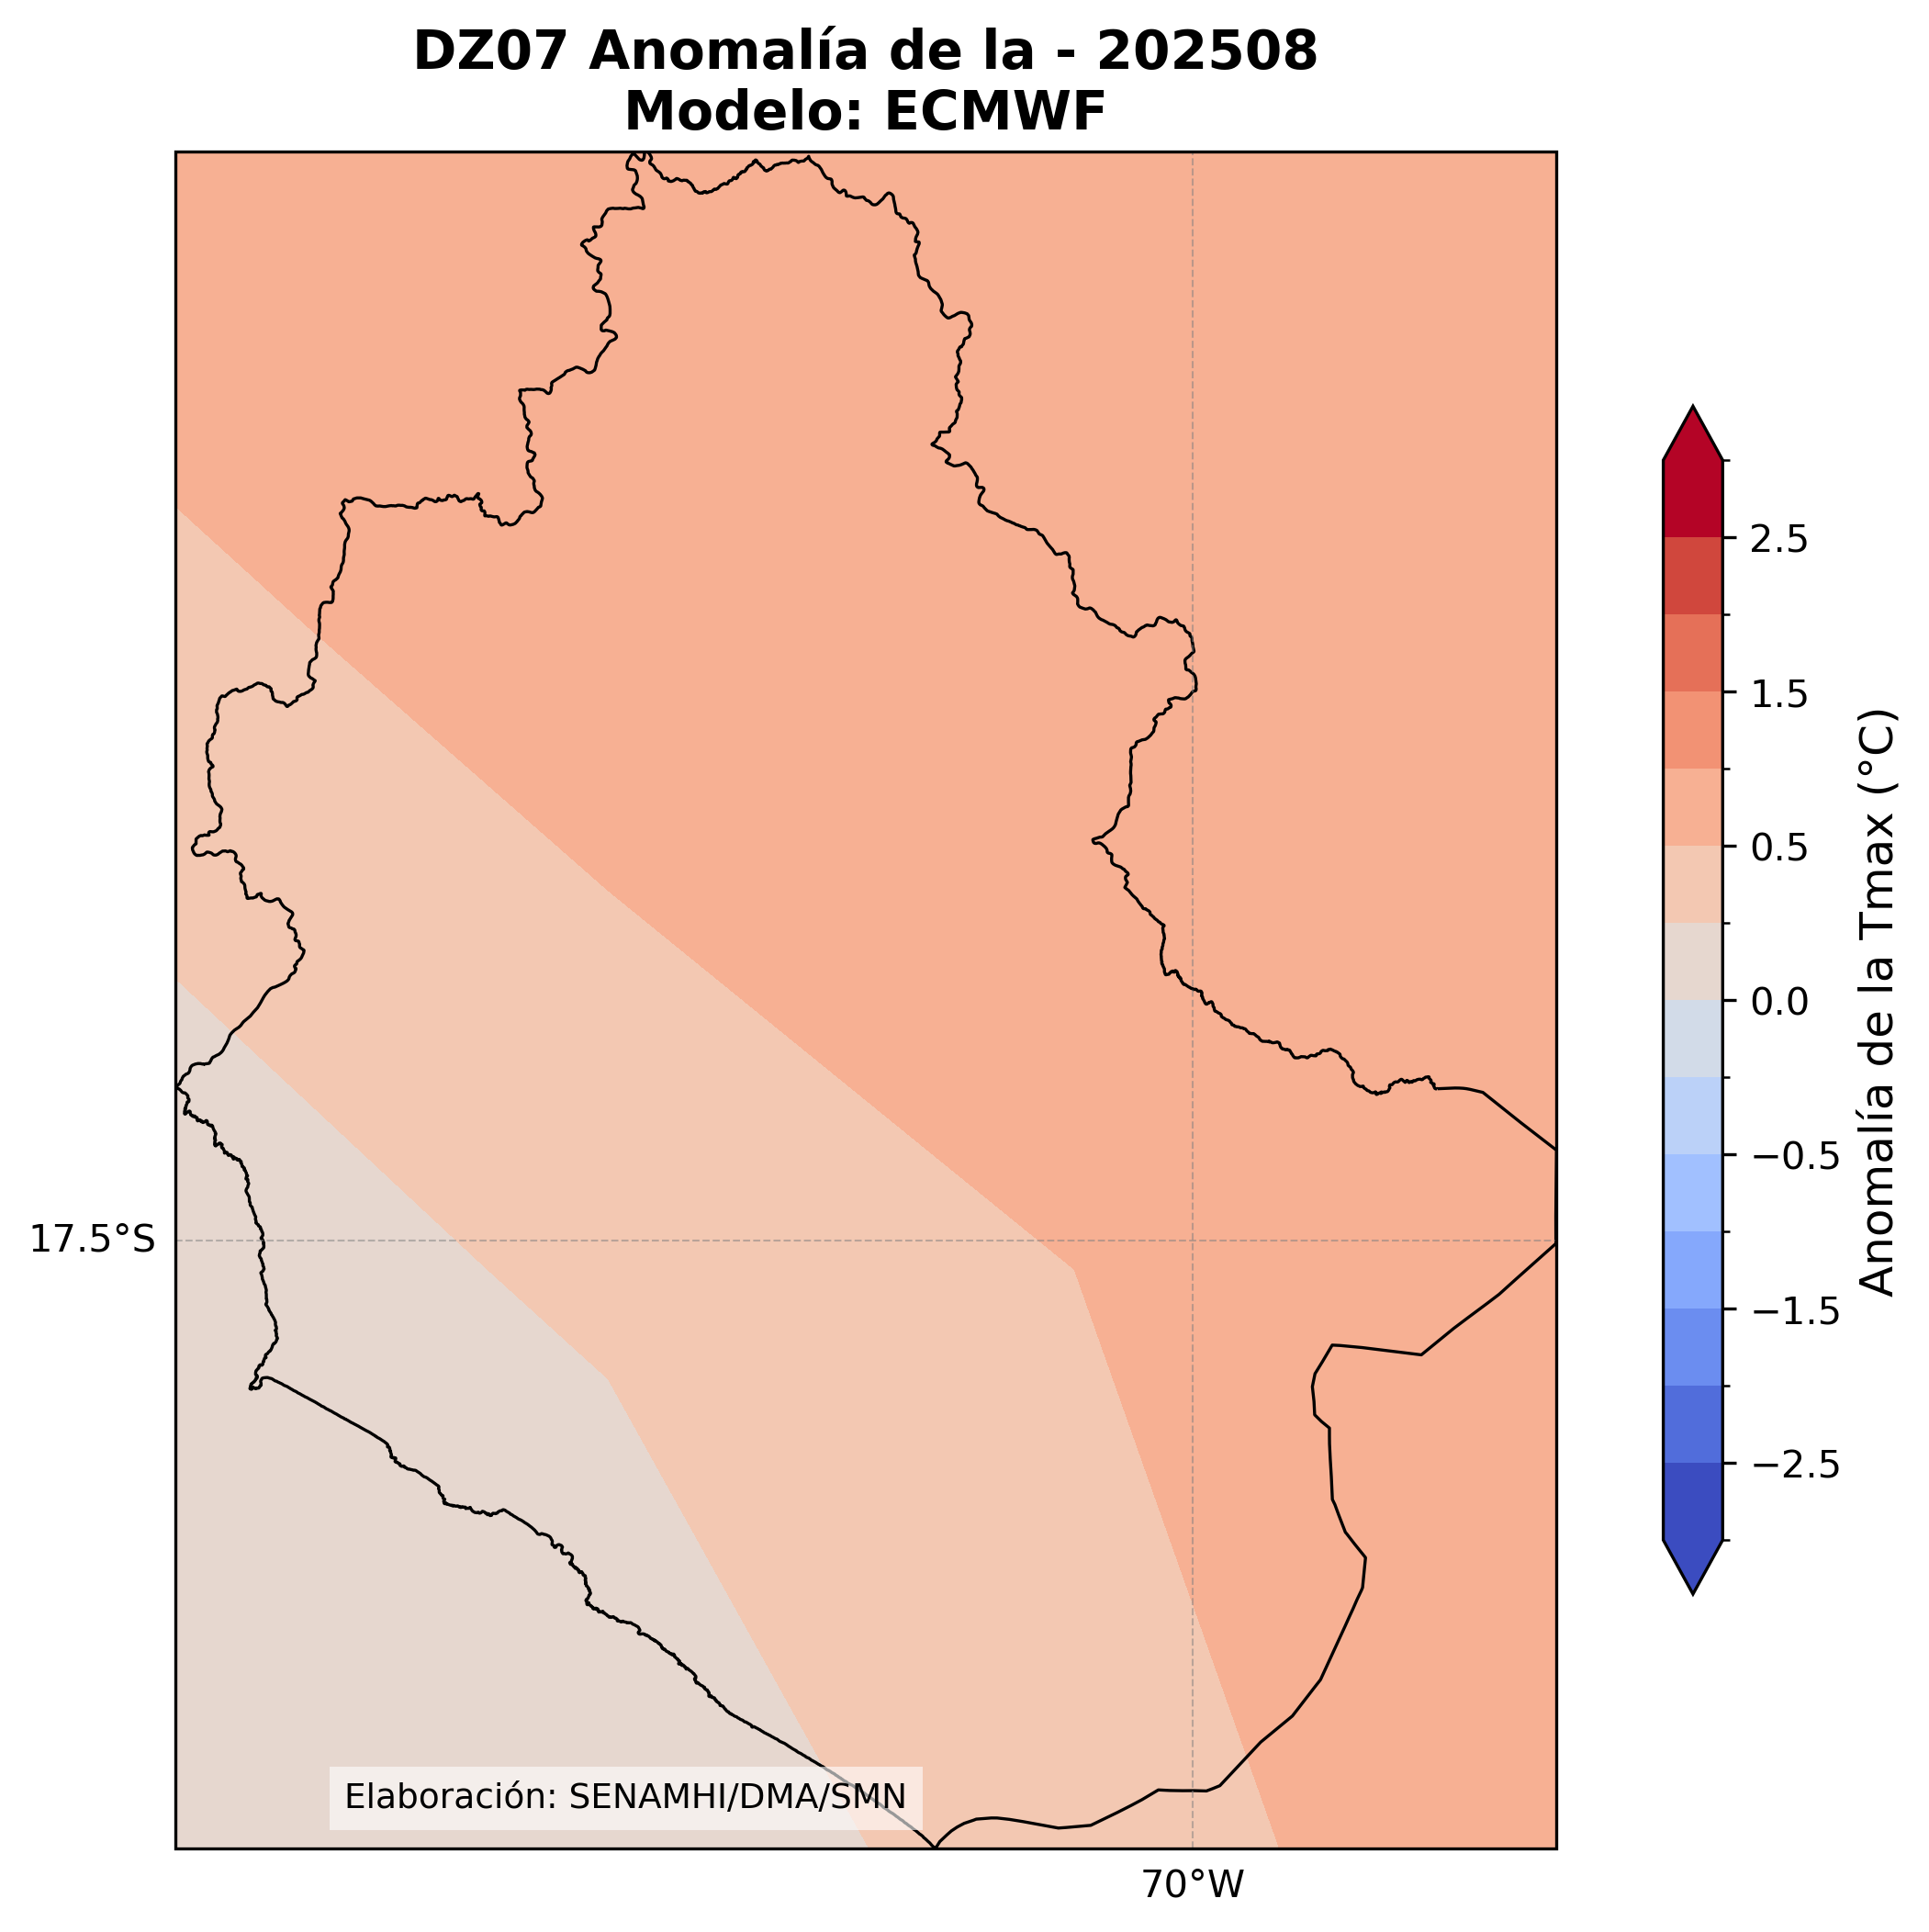 DZ07 Anomalía de la - 202508
Modelo: ECMWF
2.5
1.5
0.5
0.0
−0.5
−1.5
−2.5
Anomalía de la Tmax (°C)
17.5°S
Elaboración: SENAMHI/DMA/SMN
70°W